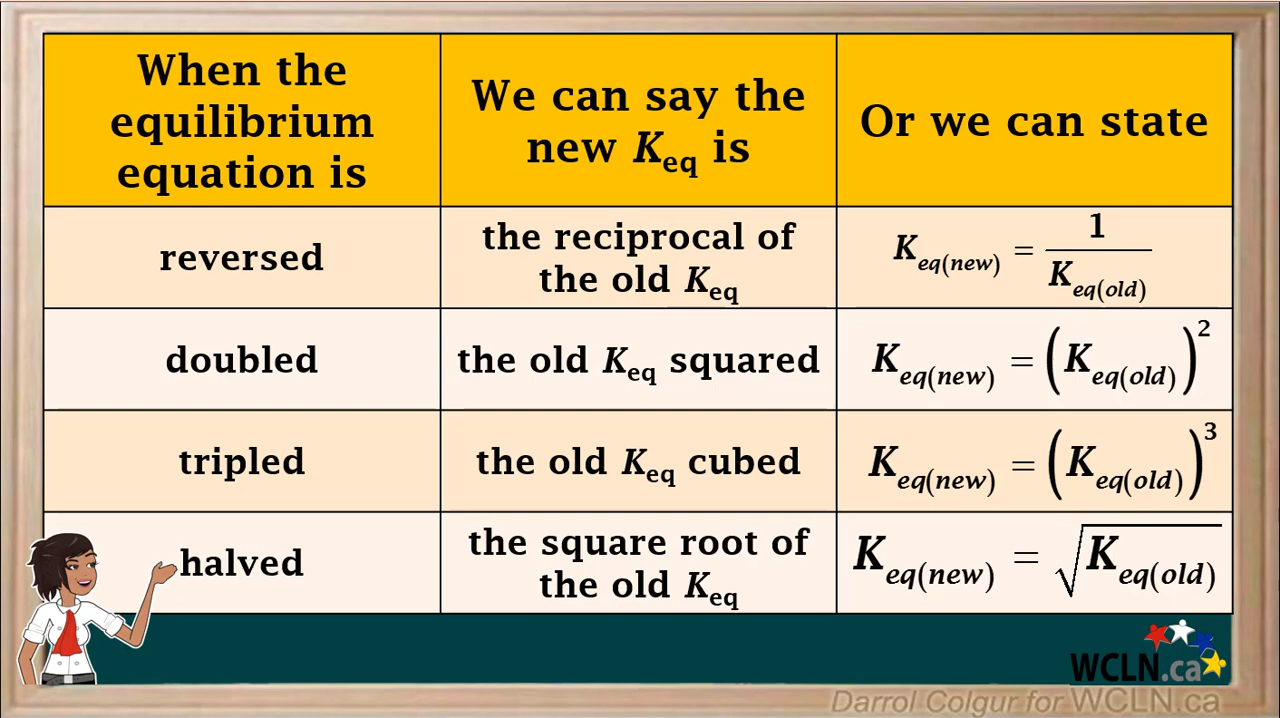 When the
equilibrium
equation is
We can say the
new Keq is
Or we can state
reversed
the reciprocal of
the old Keq
Keq(new) = 1/Keq(old)
doubled
the old Keq squared
Keq(new) = (Keq(old))²
tripled
the old Keq cubed
Keq(new) = (Keq(old))³
halved
the square root of
the old Keq
Keq(new) = √Keq(old)
WCLN.ca
Darrol Colgur for WCLN.ca